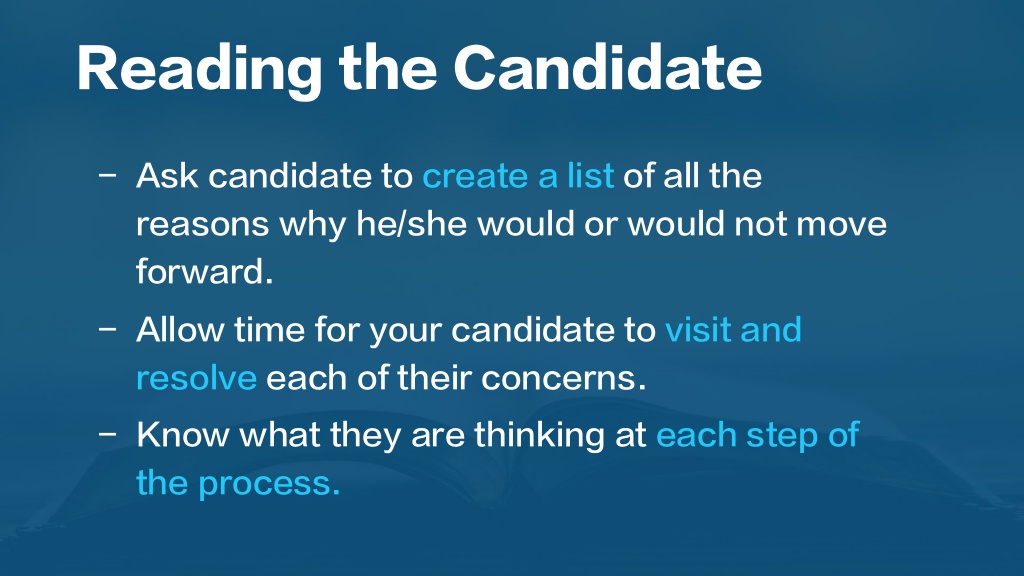 Reading the Candidate
– Ask candidate to create a list of all the
reasons why he/she would or would not move
forward.
– Allow time for your candidate to visit and
resolve each of their concerns.
– Know what they are thinking at each step of
the process.